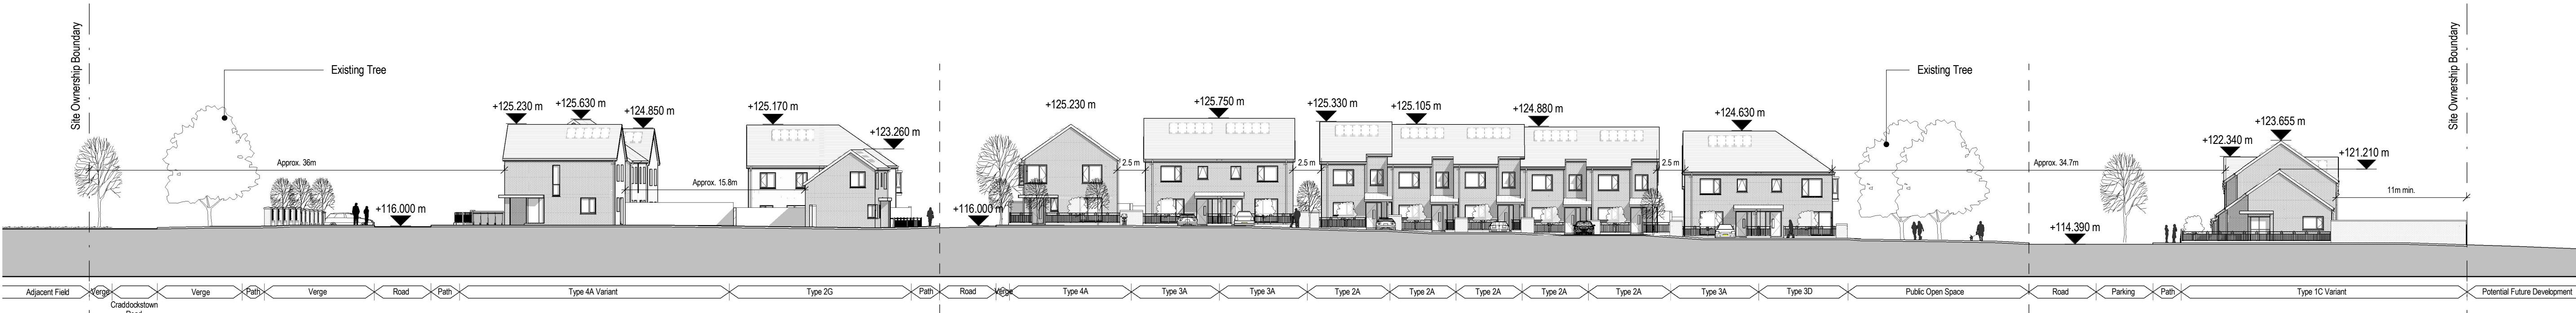 Site Ownership Boundary
Existing Tree
Approx. 36m
+116.000 m
+125.230 m
+125.630 m
+124.850 m
Approx. 15.8m
+125.170 m
+123.260 m
+116.000 m
+125.230 m
2.5 m
+125.750 m
2.5 m
+125.330 m
+125.105 m
+124.880 m
2.5 m
+124.630 m
Existing Tree
Approx. 34.7m
+114.390 m
+122.340 m
+123.655 m
+121.210 m
11m min.
Site Ownership Boundary
Adjacent Field
Verge
Craddockstown
Road
Verge
Path
Verge
Road
Path
Type 4A Variant
Type 2G
Path
Road
Verge
Type 4A
Type 3A
Type 3A
Type 2A
Type 2A
Type 2A
Type 2A
Type 2A
Type 3A
Type 3D
Public Open Space
Road
Parking
Path
Type 1C Variant
Potential Future Development